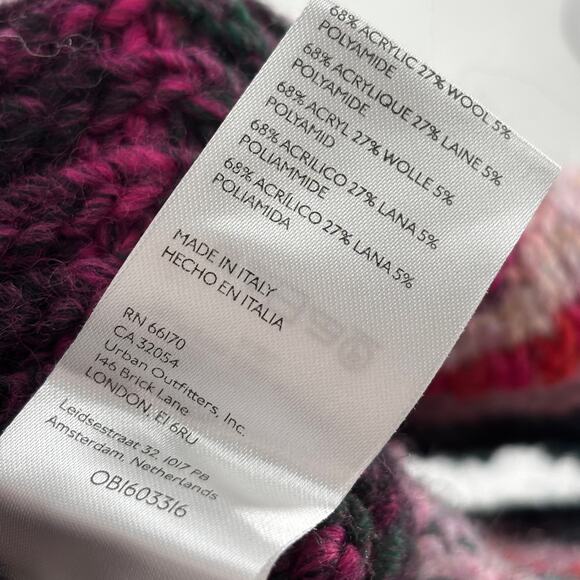 68% ACRYLIC 27% WOOL 5%
POLYAMIDE
68% ACRYLIQUE 27% LAINE 5%
POLYAMIDE
68% ACRYL 27% WOLLE 5%
POLYAMID
68% ACRILICO 27% LANA 5%
POLIAMMIDE
68% ACRÍLICO 27% LANA 5%
POLIAMIDA
MADE IN ITALY
HECHO EN ITALIA
RN 66170
CA 32054
Urban Outfitters, Inc.
146 Brick Lane
LONDON, E1 6RU
Leidsestraat 32, 1017 PB
Amsterdam, Netherlands
OB1603316